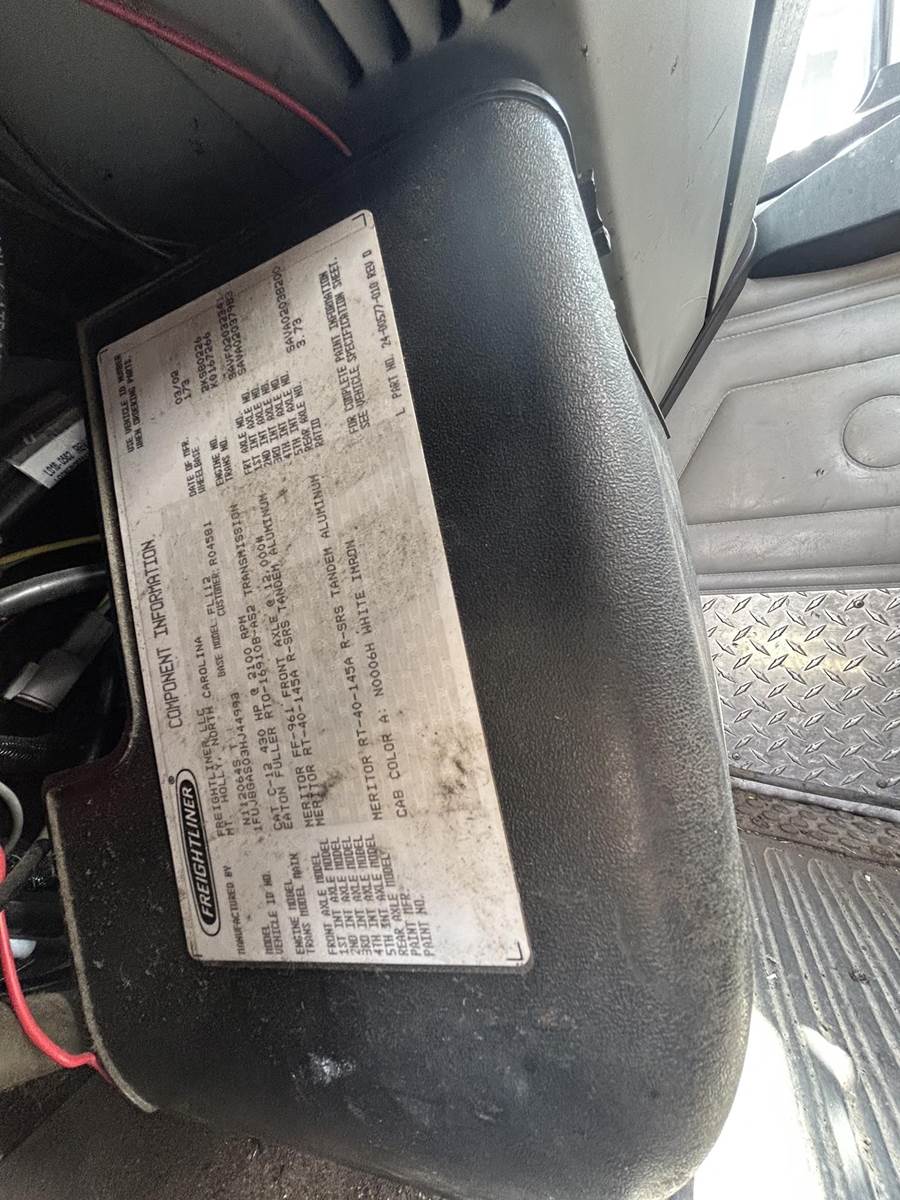 FREIGHTLINER®
COMPONENT INFORMATION
USE VEHICLE ID NUMBER
WHEN ORDERING PARTS.
MANUFACTURED BY FREIGHTLINER LLC
MT. HOLLY, NORTH CAROLINA
BASE MODEL: FL112
CUSTOMER: R04581
DATE OF MFR. 03/02
WHEELBASE 173
MODEL ID NO. N112064S T
VEHICLE ID NO.
ENGINE NO. 2KS80226
TRANS NO. K0167266
ENGINE MODEL CAT C-12 430 HP @ 2100 RPM
TRANS MODEL MAIN EATON FULLER RTO-16910B-AS2 TRANSMISSION
FRT AXLE NO.
1ST INT AXLE NO.
2ND INT AXLE NO.
3RD INT AXLE NO.
4TH INT AXLE NO.
5TH INT AXLE NO.
REAR AXLE NO. SAVA02038200
RATIO 3.73
FRONT AXLE MODEL MERITOR FF-961 FRONT AXLE @ 12,000#
1ST INT AXLE MODEL MERITOR RT-40-145A R-SRS TANDEM ALUMINUM
2ND INT AXLE MODEL
3RD INT AXLE MODEL
4TH INT AXLE MODEL
5TH INT AXLE MODEL
REAR AXLE MODEL MERITOR RT-40-145A R-SRS TANDEM ALUMINUM
PAINT MFR.
PAINT NO. CAB COLOR A: N0006H WHITE IMRON
FOR COMPLETE PAINT INFORMATION
SEE VEHICLE SPECIFICATION SHEET.
PART NO. 24-00577-010 REV D